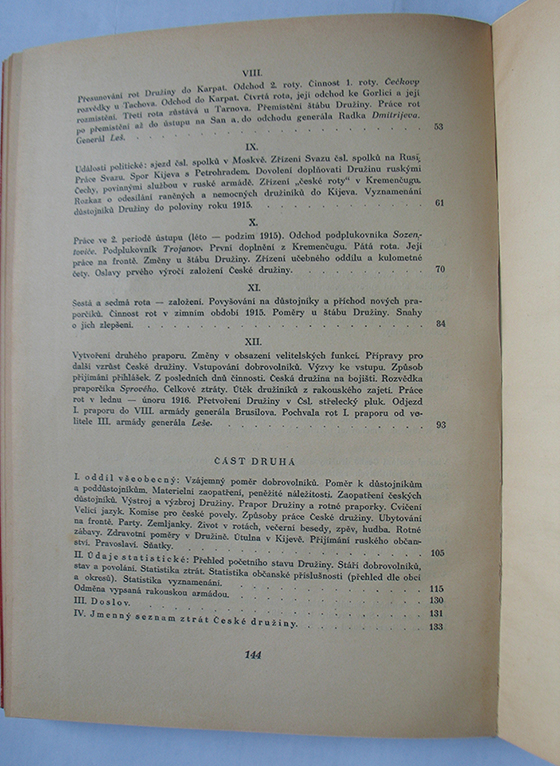 VIII.
Přesunování rot Družiny do Karpat. Odchod 2. roty. Činnost 1. roty. Čečkovy
rozvědky u Tuchova. Odchod do Karpat. Čtvrtá rota, její odchod ke Gorlici a její
rozmístění. Třetí rota zůstává u Tarnova. Přemístění štábu Družiny. Práce rot
po přemístění až do ústupu na San a. do odchodu generála Radka Dmitrijeva.
Generál Leš. 53
IX.
Události politické: sjezd čsl. spolků v Moskvě. Zřízení Svazu čsl. spolků na Rusi.
Práce Svazu. Spor Kijeva s Petrohradem. Dovolení doplňovati Družinu ruskými
Čechy, povinnými službou v ruské armádě. Zřízení „české roty“ v Kremenčugu.
Rozkaz o odesílání raněných a nemocných družiníků do Kijeva. Vyznamenání
důstojníků Družiny do poloviny roku 1915. 61
X.
Práce ve 2. periodě ústupu (léto — podzim 1915). Odchod podplukovníka Sozen-
toviče. Podplukovník Trojanov. První doplnění z Kremenčugu. Pátá rota. Její
práce na frontě. Změny u štábu Družiny. Zřízení učebného oddílu a kulometné
čety. Oslavy prvého výročí založení České družiny. 70
XI.
Šestá a sedmá rota — založení. Povyšování na důstojníky a příchod nových pra-
porčíků. Činnost rot v zimním období 1915. Poměry u štábu Družiny. Snahy
o jich zlepšení. 84
XII.
Vytvoření druhého praporu. Změny v obsazení velitelských funkcí. Přípravy pro
další vzrůst České družiny. Vstupování dobrovolníků. Výzvy ke vstupu. Způsob
přijímání přihlášek. Z posledních dnů činnosti. Česká družina na bojišti. Rozvědka
praporčíka Sprového. Celkové ztráty. Útěk družiníků z rakouského zajetí. Práce
rot v lednu — únoru 1916. Přetvoření Družiny v Čsl. střelecký pluk. Odjezd
I. praporu do VIII. armády generála Brusilova. Pochvala rot I. praporu od ve-
litele III. armády generála Leše. 93
ČÁST DRUHÁ
I. oddíl všeobecný: Vzájemný poměr dobrovolníků. Poměr k důstojníkům
a poddůstojníkům. Materielní zaopatření, peněžité náležitosti. Zaopatření českých
důstojníků. Výstroj a výzbroj Družiny. Prapor Družiny a rotné praporky. Cvičení
Velicí jazyk. Komise pro české povely. Způsoby práce České družiny. Ubytování
na frontě. Party. Zemljanky. Život v rotách, večerní besedy, zpěv, hudba. Rotné
zábavy. Zdravotní poměry v Družině. Útulna v Kijevě. Přijímání ruského občan-
ství. Pravoslaví. Sňatky. 105
II. Údaje statistické: Přehled početního stavu Družiny. Stáří dobrovolníků,
stav a povolání. Statistika ztrát. Statistika občanské příslušnosti (přehled dle obcí
a okresů). Statistika vyznamenání. 115
Odměna vypsaná rakouskou armádou. 130
III. Doslov. 131
IV. Jmenný seznam ztrát České družiny. 133
144